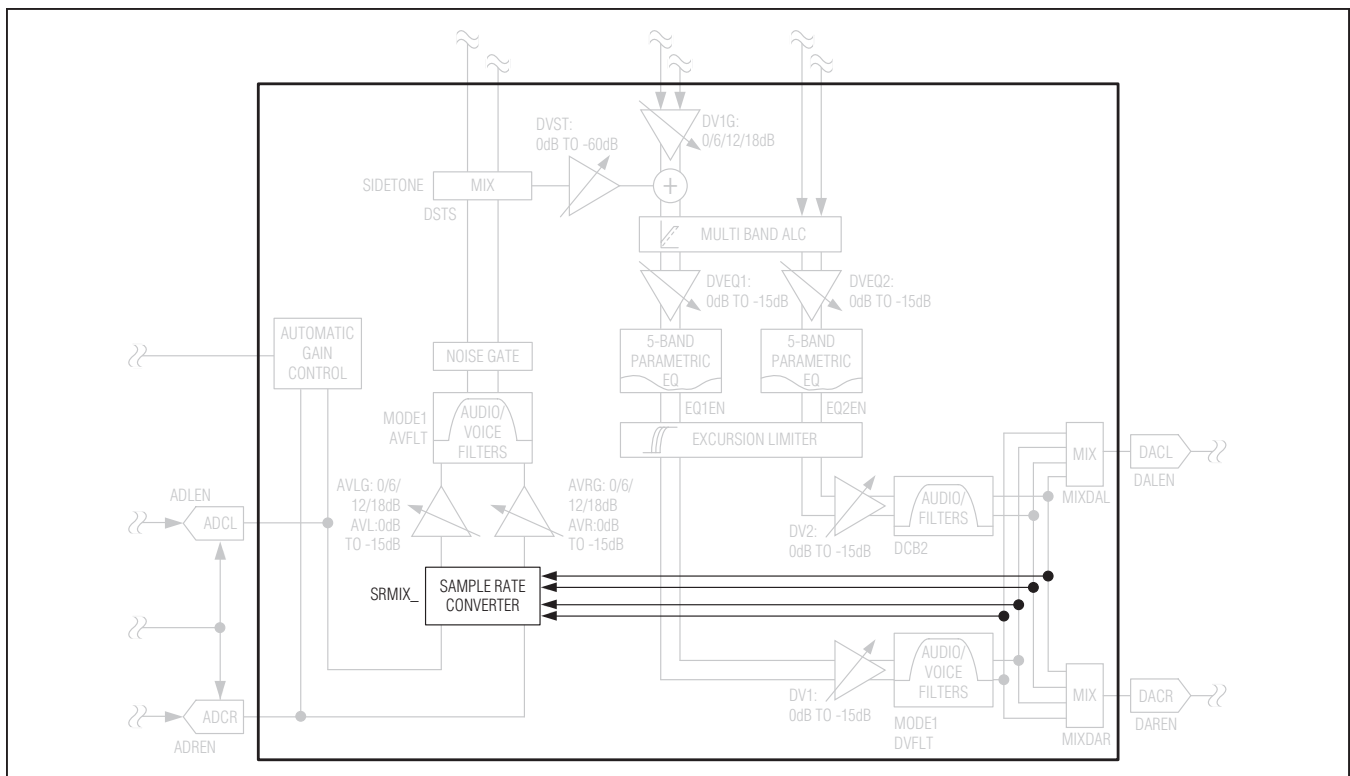 DVST:
0dB TO -60dB
DV1G:
0/6/12/18dB
SIDETONE
MIX
DSTS
+
MULTI BAND ALC
DVEQ1:
0dB TO -15dB
DVEQ2:
0dB TO -15dB
AUTOMATIC
GAIN
CONTROL
NOISE GATE
5-BAND
PARAMETRIC
EQ
5-BAND
PARAMETRIC
EQ
EQ1EN
EQ2EN
MODE1
AVFLT
AUDIO/
VOICE
FILTERS
EXCURSION LIMITER
MIX
MIXDAL
DACL
DALEN
ADLEN
ADCL
AVLG: 0/6/
12/18dB
AVL:0dB
TO -15dB
AVRG: 0/6/
12/18dB
AVR:0dB
TO -15dB
DV2:
0dB TO -15dB
AUDIO/
FILTERS
DCB2
SRMIX_
SAMPLE RATE
CONVERTER
ADCR
ADREN
DV1:
0dB TO -15dB
AUDIO/
VOICE
FILTERS
MODE1
DVFLT
MIX
MIXDAR
DACR
DAREN